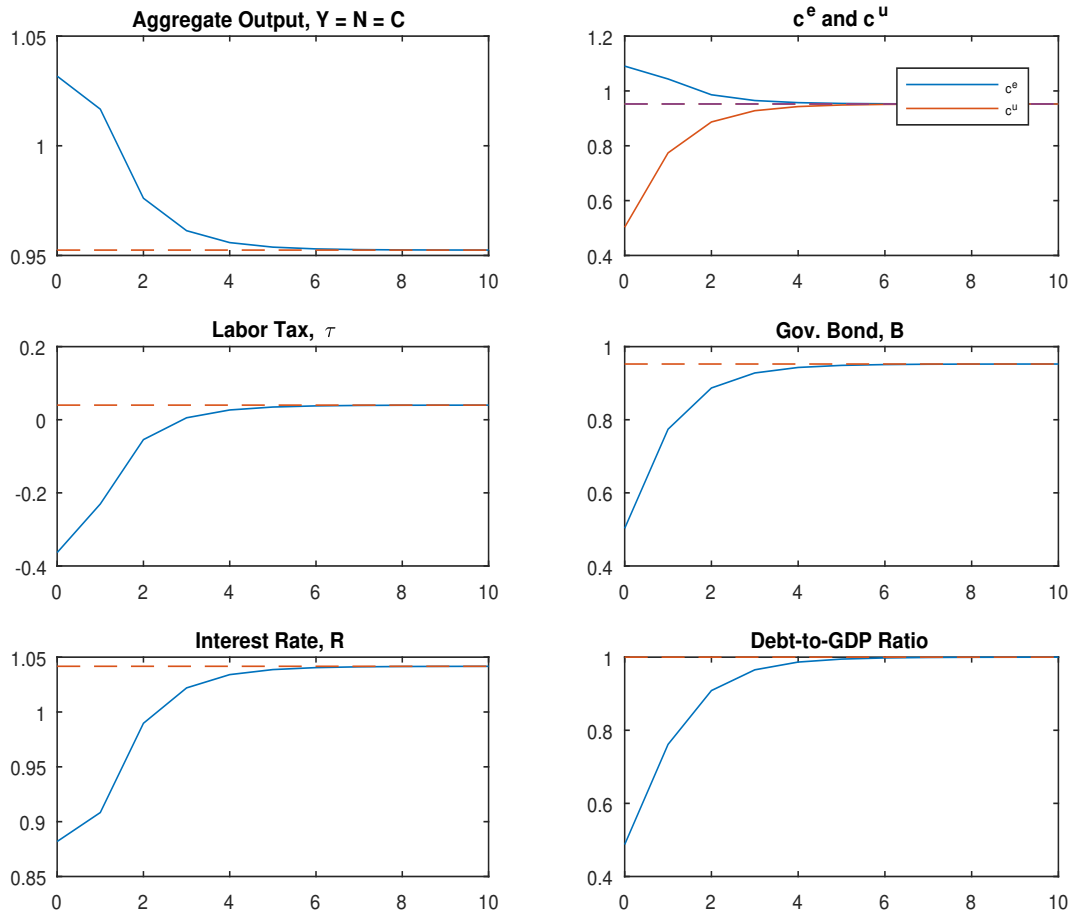 Aggregate Output, Y = N = C
1.05
1
0.95
0 2 4 6 8 10
c^e and c^u
1.2
1
0.8
0.6
0.4
c^e
c^u
0 2 4 6 8 10
Labor Tax, τ
0.2
0
-0.2
-0.4
0 2 4 6 8 10
Gov. Bond, B
1
0.8
0.6
0.4
0 2 4 6 8 10
Interest Rate, R
1.05
1
0.95
0.9
0.85
0 2 4 6 8 10
Debt-to-GDP Ratio
1
0.8
0.6
0.4
0 2 4 6 8 10